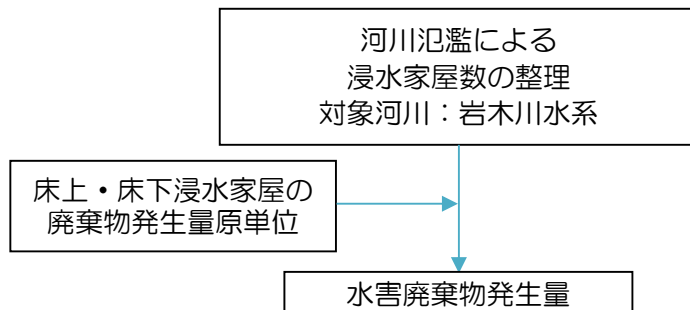 河川氾濫による
浸水家屋数の整理
対象河川：岩木川水系
床上・床下浸水家屋の
廃棄物発生量原単位
水害廃棄物発生量